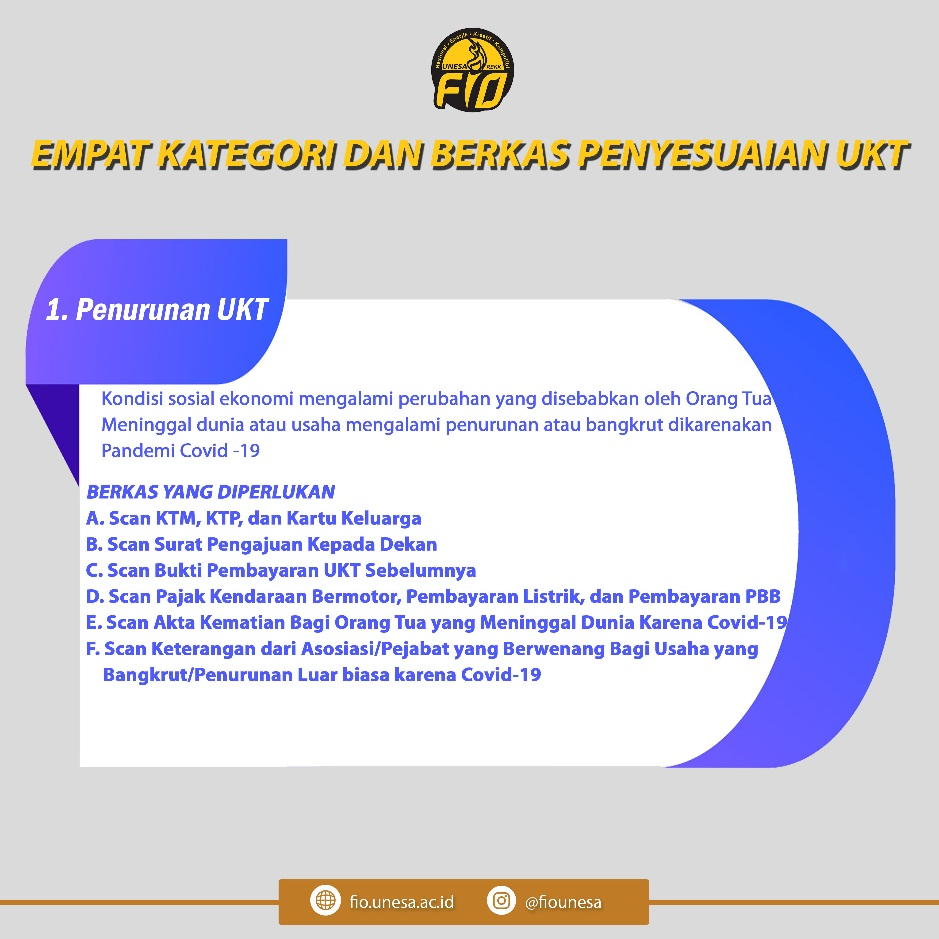 Nasional • Enerjik • Kreatif • Kompetitif
UNESA
FIO
EMPAT KATEGORI DAN BERKAS PENYESUAIAN UKT
1. Penurunan UKT
Kondisi sosial ekonomi mengalami perubahan yang disebabkan oleh Orang Tua
Meninggal dunia atau usaha mengalami penurunan atau bangkrut dikarenakan
Pandemi Covid -19
BERKAS YANG DIPERLUKAN
A. Scan KTM, KTP, dan Kartu Keluarga
B. Scan Surat Pengajuan Kepada Dekan
C. Scan Bukti Pembayaran UKT Sebelumnya
D. Scan Pajak Kendaraan Bermotor, Pembayaran Listrik, dan Pembayaran PBB
E. Scan Akta Kematian Bagi Orang Tua yang Meninggal Dunia Karena Covid-19
F. Scan Keterangan dari Asosiasi/Pejabat yang Berwenang Bagi Usaha yang
Bangkrut/Penurunan Luar biasa karena Covid-19
fio.unesa.ac.id
@fiounesa